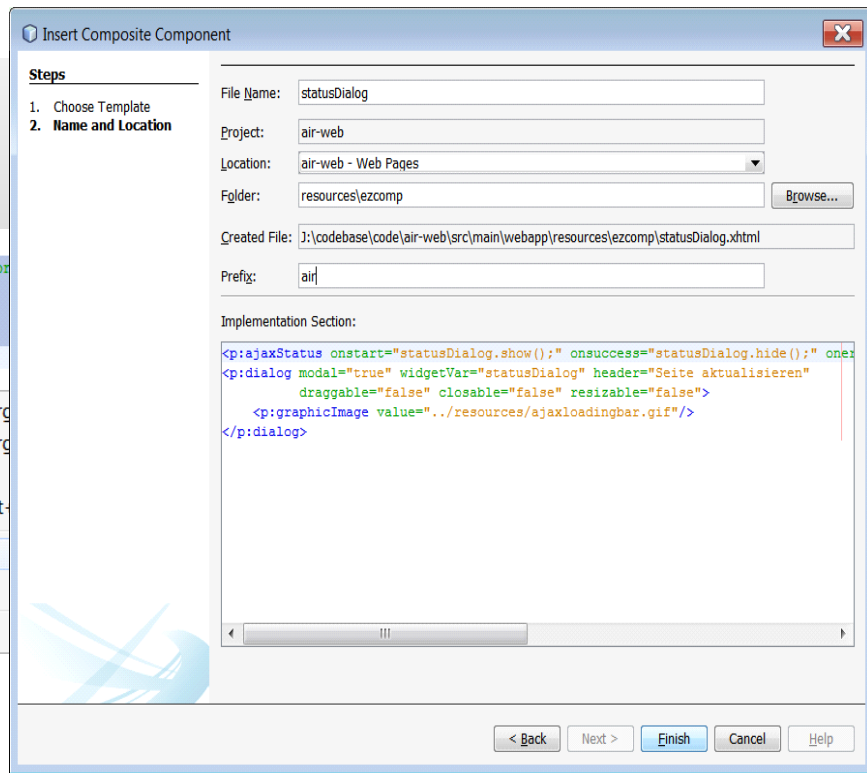 Insert Composite Component
Steps
1. Choose Template
2. Name and Location
File Name: statusDialog
Project: air-web
Location: air-web - Web Pages
Folder: resources\ezcomp Browse...
Created File: J:\codebase\code\air-web\src\main\webapp\resources\ezcomp\statusDialog.xhtml
Prefix: air
Implementation Section:
<p:ajaxStatus onstart="statusDialog.show();" onsuccess="statusDialog.hide();" oner
<p:dialog modal="true" widgetVar="statusDialog" header="Seite aktualisieren"
draggable="false" closable="false" resizable="false">
<p:graphicImage value="../resources/ajaxloadingbar.gif"/>
</p:dialog>
< Back Next > Finish Cancel Help